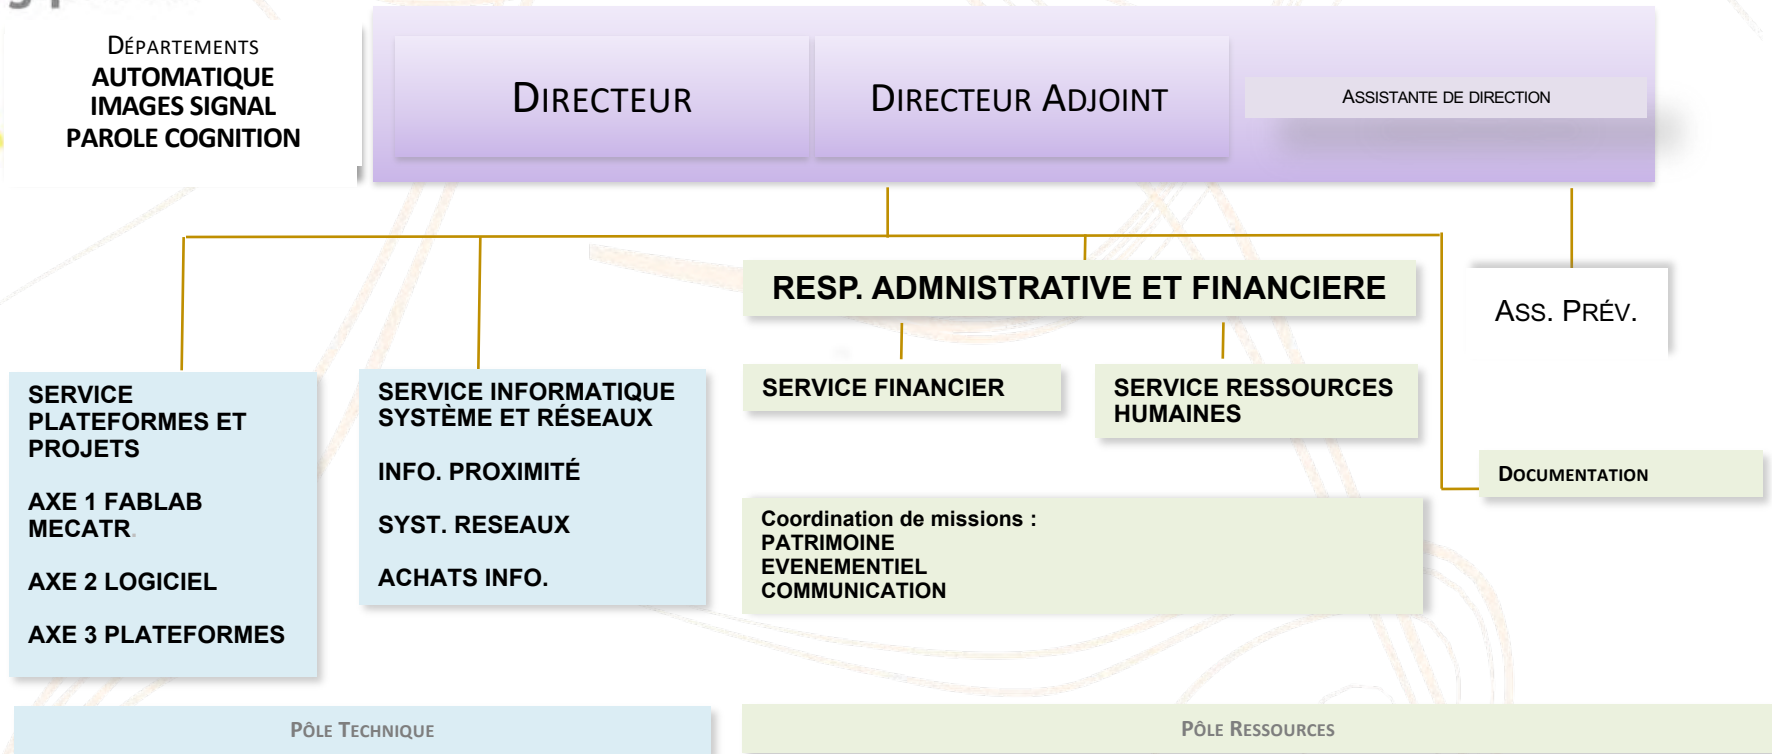 DÉPARTEMENTS
AUTOMATIQUE
IMAGES SIGNAL
PAROLE COGNITION
DIRECTEUR
DIRECTEUR ADJOINT
ASSISTANTE DE DIRECTION
RESP. ADMNISTRATIVE ET FINANCIERE
ASS. PRÉV.
SERVICE
PLATEFORMES ET
PROJETS
AXE 1 FABLAB
MECATR.
AXE 2 LOGICIEL
AXE 3 PLATEFORMES
SERVICE INFORMATIQUE
SYSTÈME ET RÉSEAUX
INFO. PROXIMITÉ
SYST. RESEAUX
ACHATS INFO.
SERVICE FINANCIER
SERVICE RESSOURCES
HUMAINES
DOCUMENTATION
Coordination de missions :
PATRIMOINE
EVENEMENTIEL
COMMUNICATION
PÔLE TECHNIQUE
PÔLE RESSOURCES